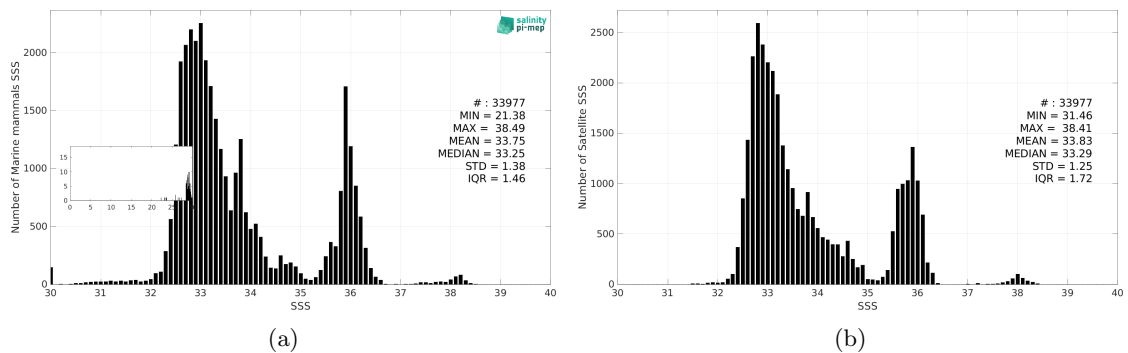 salinity
pi-mep
Number of Marine mammals SSS
2000
1500
1000
500
0
# : 33977
MIN = 21.38
MAX = 38.49
MEAN = 33.75
MEDIAN = 33.25
STD = 1.38
IQR = 1.46
15
10
5
0
0 5 10 15 20 25 30
30 31 32 33 34 35 36 37 38 39 40
SSS
(a)
Number of Satellite SSS
2500
2000
1500
1000
500
0
# : 33977
MIN = 31.46
MAX = 38.41
MEAN = 33.83
MEDIAN = 33.29
STD = 1.25
IQR = 1.72
30 31 32 33 34 35 36 37 38 39 40
SSS
(b)